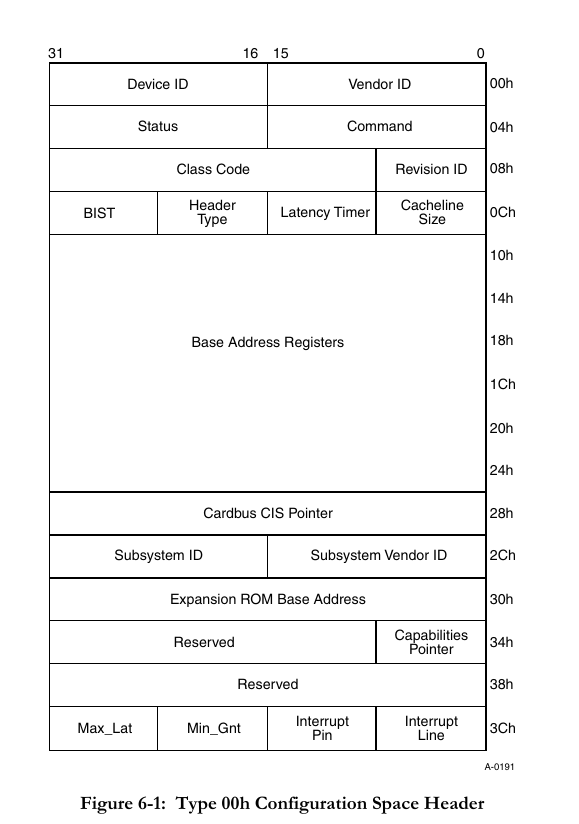 31 16 15 0
Device ID Vendor ID 00h
Status Command 04h
Class Code Revision ID 08h
BIST Header Type Latency Timer Cacheline Size 0Ch
10h
14h
Base Address Registers 18h
1Ch
20h
24h
Cardbus CIS Pointer 28h
Subsystem ID Subsystem Vendor ID 2Ch
Expansion ROM Base Address 30h
Reserved Capabilities Pointer 34h
Reserved 38h
Max_Lat Min_Gnt Interrupt Pin Interrupt Line 3Ch
A-0191
Figure 6-1: Type 00h Configuration Space Header